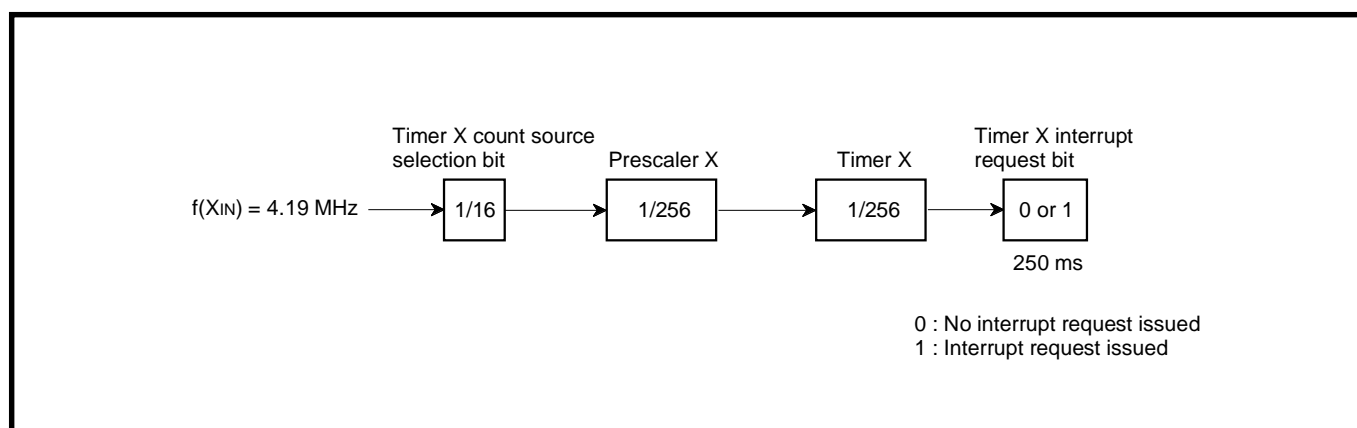 Timer X count source
selection bit
Prescaler X
Timer X
Timer X interrupt
request bit
f(XIN) = 4.19 MHz
1/16
1/256
1/256
0 or 1
250 ms
0 : No interrupt request issued
1 : Interrupt request issued